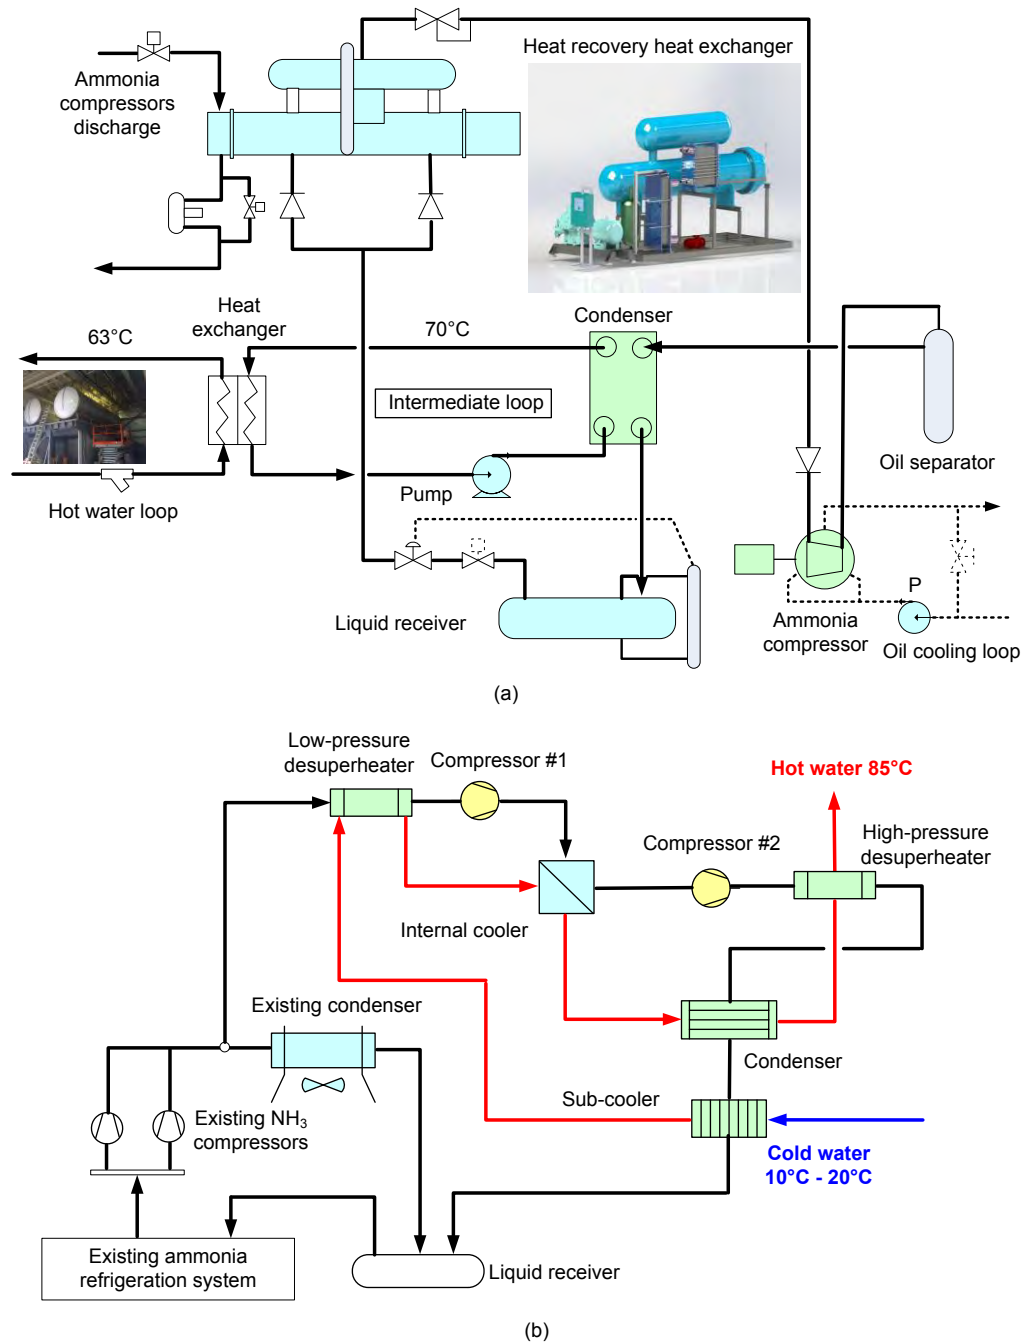 Heat recovery heat exchanger
Ammonia
compressors
discharge
Heat
exchanger
Condenser
63°C
70°C
Intermediate loop
Pump
Hot water loop
Oil separator
Liquid receiver
P
Ammonia
compressor
Oil cooling loop
(a)
Low-pressure
desuperheater
Compressor #1
Hot water 85°C
Compressor #2
High-pressure
desuperheater
Internal cooler
Existing condenser
Condenser
Sub-cooler
Existing NH₃
compressors
Cold water
10°C - 20°C
Existing ammonia
refrigeration system
Liquid receiver
(b)